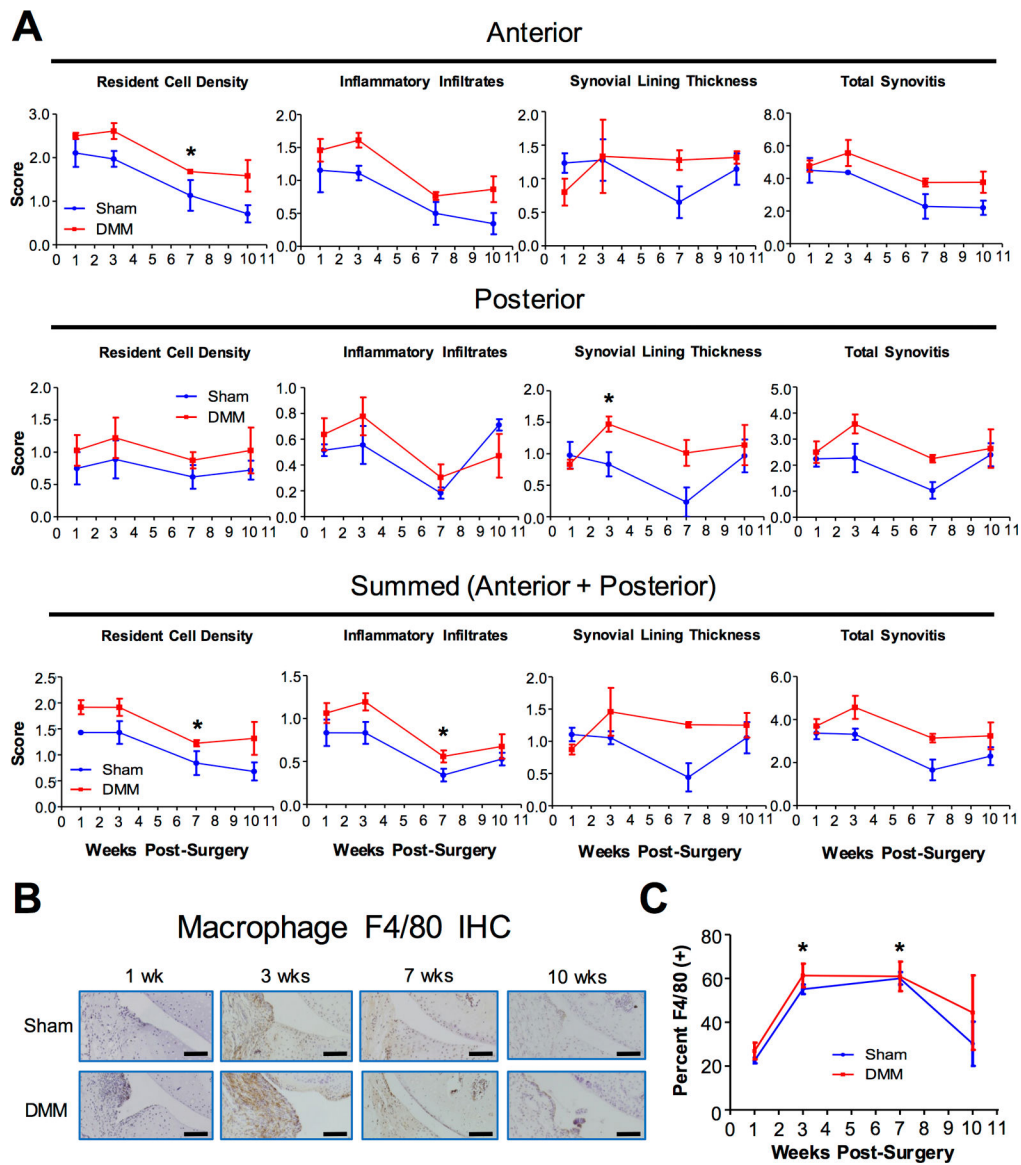 A
Anterior
Resident Cell Density Inflammatory Infiltrates Synovial Lining Thickness Total Synovitis
Score
3.0
2.0
1.0
0.0
Sham
DMM
*
0 1 2 3 4 5 6 7 8 9 10 11
2.0
1.5
1.0
0.5
0.0
0 1 2 3 4 5 6 7 8 9 10 11
2.0
1.5
1.0
0.5
0.0
0 1 2 3 4 5 6 7 8 9 10 11
8.0
6.0
4.0
2.0
0.0
0 1 2 3 4 5 6 7 8 9 10 11
Posterior
Resident Cell Density Inflammatory Infiltrates Synovial Lining Thickness Total Synovitis
Score
2.0
1.5
1.0
0.5
0.0
Sham
DMM
0 1 2 3 4 5 6 7 8 9 10 11
1.0
0.8
0.6
0.4
0.2
0.0
0 1 2 3 4 5 6 7 8 9 10 11
2.0
1.5
1.0
0.5
0.0
*
0 1 2 3 4 5 6 7 8 9 10 11
5.0
4.0
3.0
2.0
1.0
0.0
0 1 2 3 4 5 6 7 8 9 10 11
Summed (Anterior + Posterior)
Resident Cell Density Inflammatory Infiltrates Synovial Lining Thickness Total Synovitis
Score
2.5
2.0
1.5
1.0
0.5
0.0
Sham
DMM
*
0 1 2 3 4 5 6 7 8 9 10 11
1.5
1.0
0.5
0.0
*
0 1 2 3 4 5 6 7 8 9 10 11
2.0
1.5
1.0
0.5
0.0
0 1 2 3 4 5 6 7 8 9 10 11
6.0
4.0
2.0
0.0
0 1 2 3 4 5 6 7 8 9 10 11
Weeks Post-Surgery Weeks Post-Surgery Weeks Post-Surgery Weeks Post-Surgery
B
Macrophage F4/80 IHC
1 wk 3 wks 7 wks 10 wks
Sham
DMM
C
Percent F4/80 (+)
80
60
40
20
0
* *
Sham
DMM
0 1 2 3 4 5 6 7 8 9 10 11
Weeks Post-Surgery